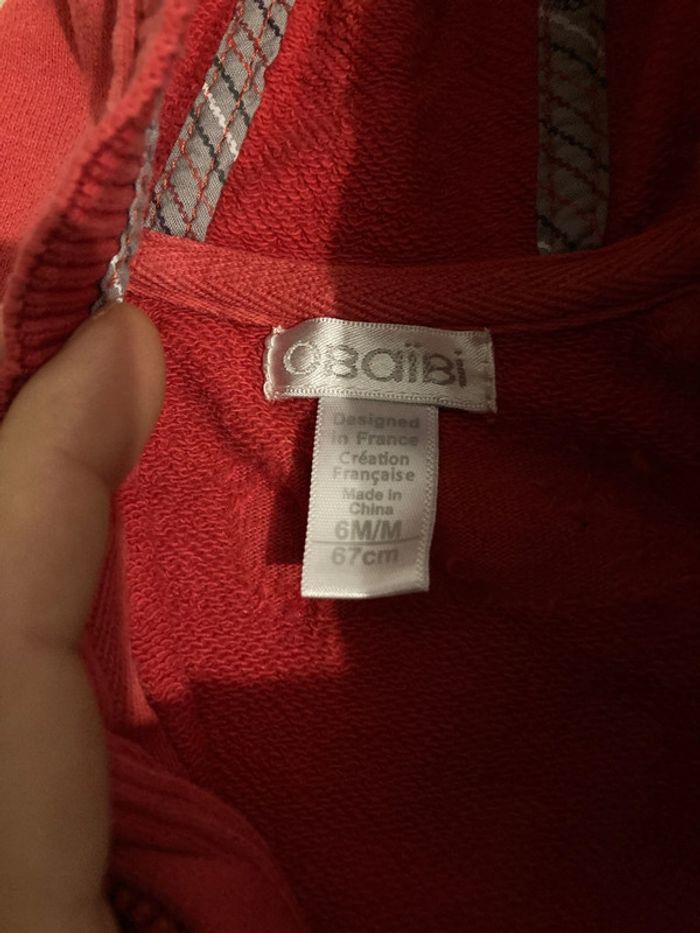 OBaïBi
Designed
in France
Création
Française
Made in
China
6M/M
67cm